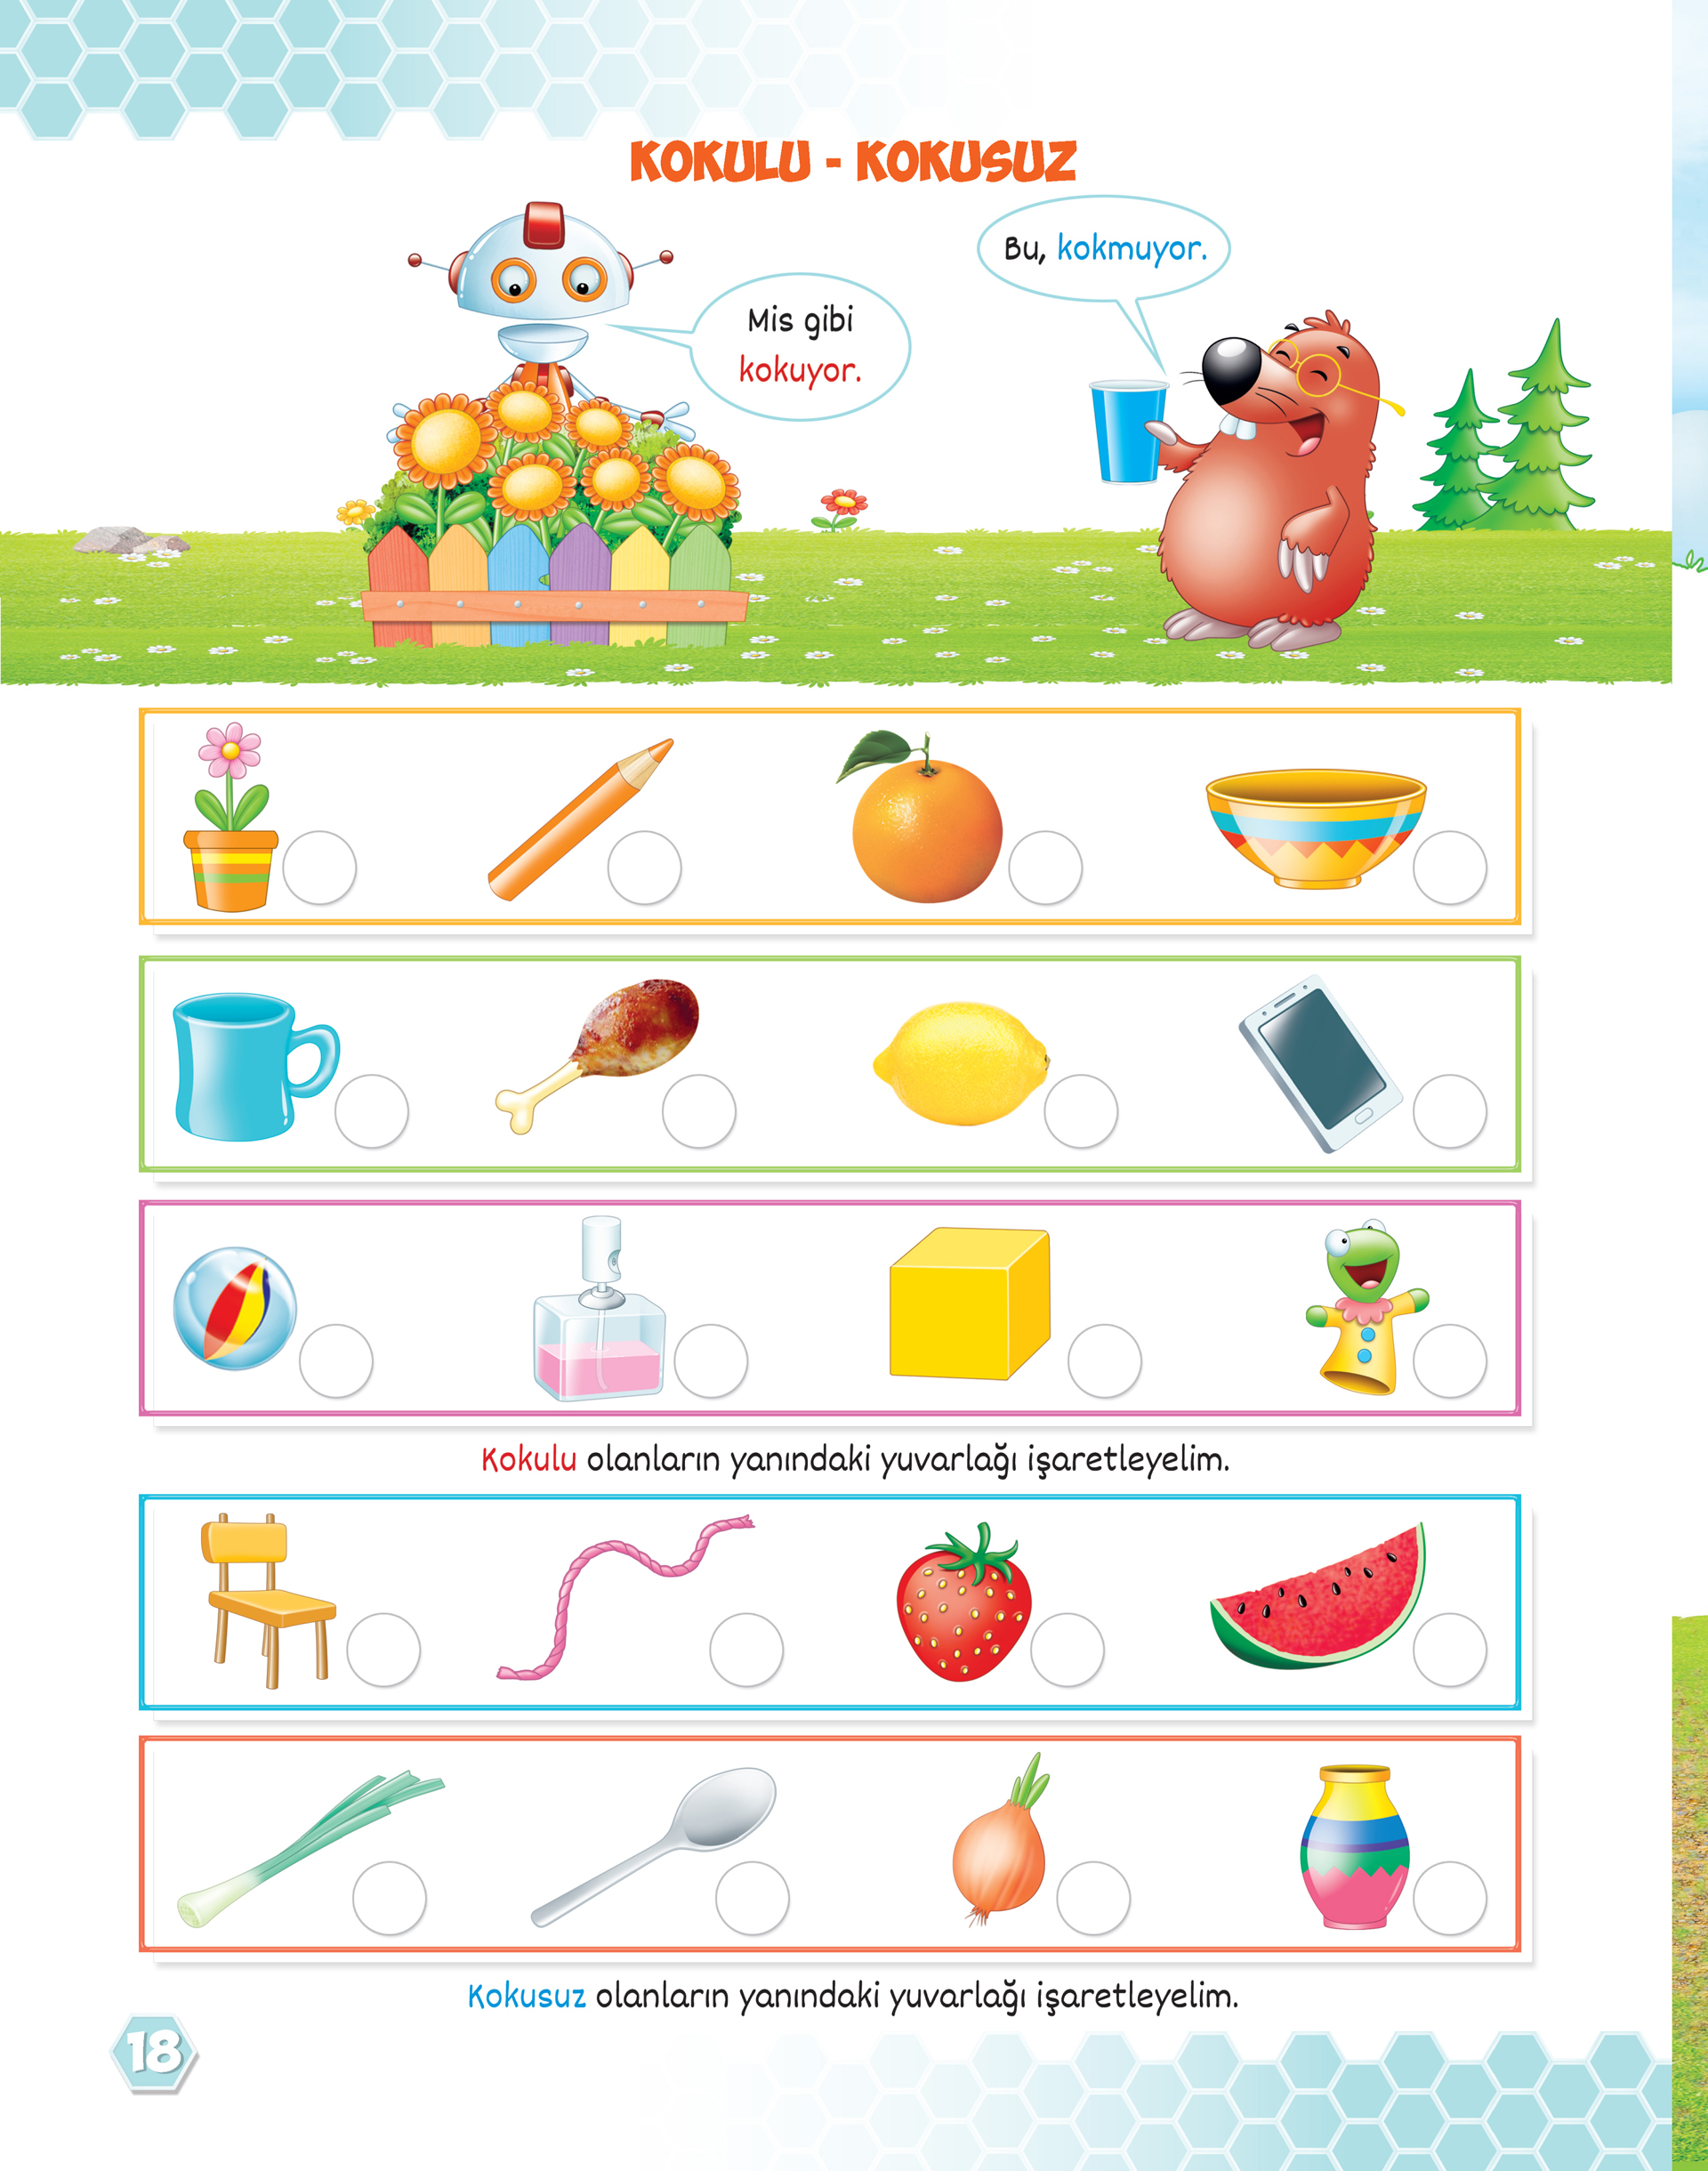 KOKULU - KOKUSUZ
Bu, kokmuyor.
Mis gibi
kokuyor.
Kokulu olanların yanındaki yuvarlağı işaretleyelim.
Kokusuz olanların yanındaki yuvarlağı işaretleyelim.
18